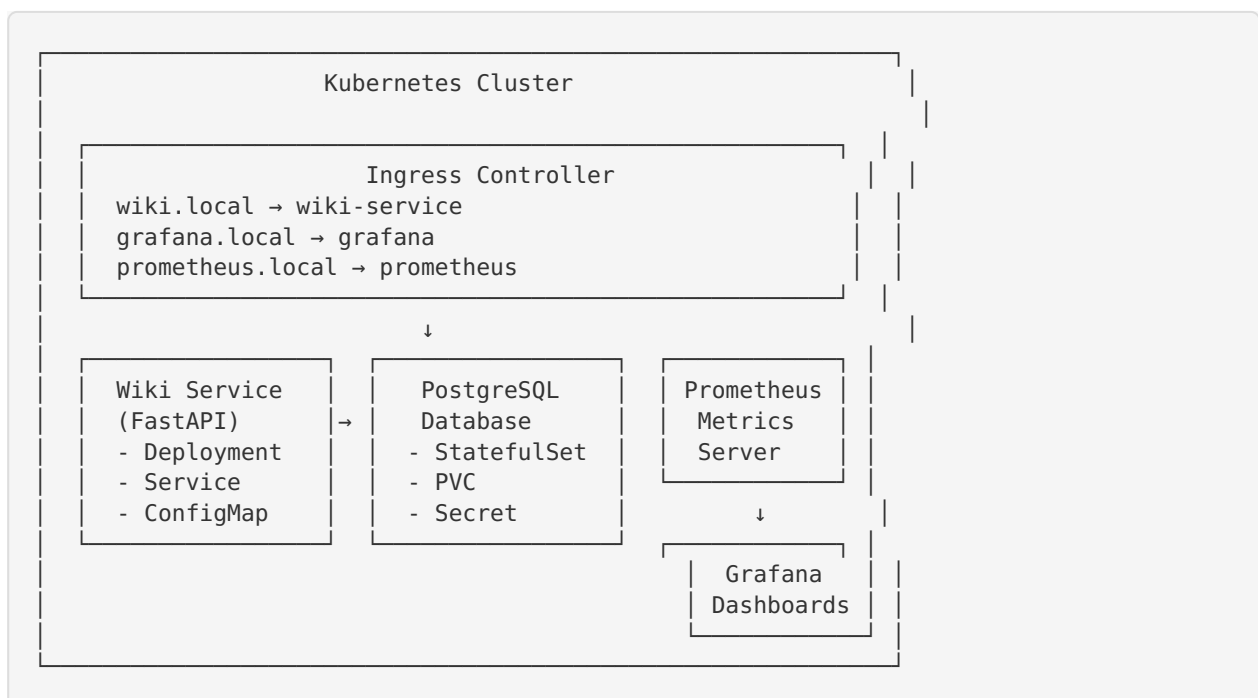 Kubernetes Cluster
Ingress Controller
wiki.local → wiki-service
grafana.local → grafana
prometheus.local → prometheus
↓
Wiki Service PostgreSQL Prometheus
(FastAPI) → Database Metrics
- Deployment - StatefulSet Server
- Service - PVC
- ConfigMap - Secret ↓
Grafana
Dashboards